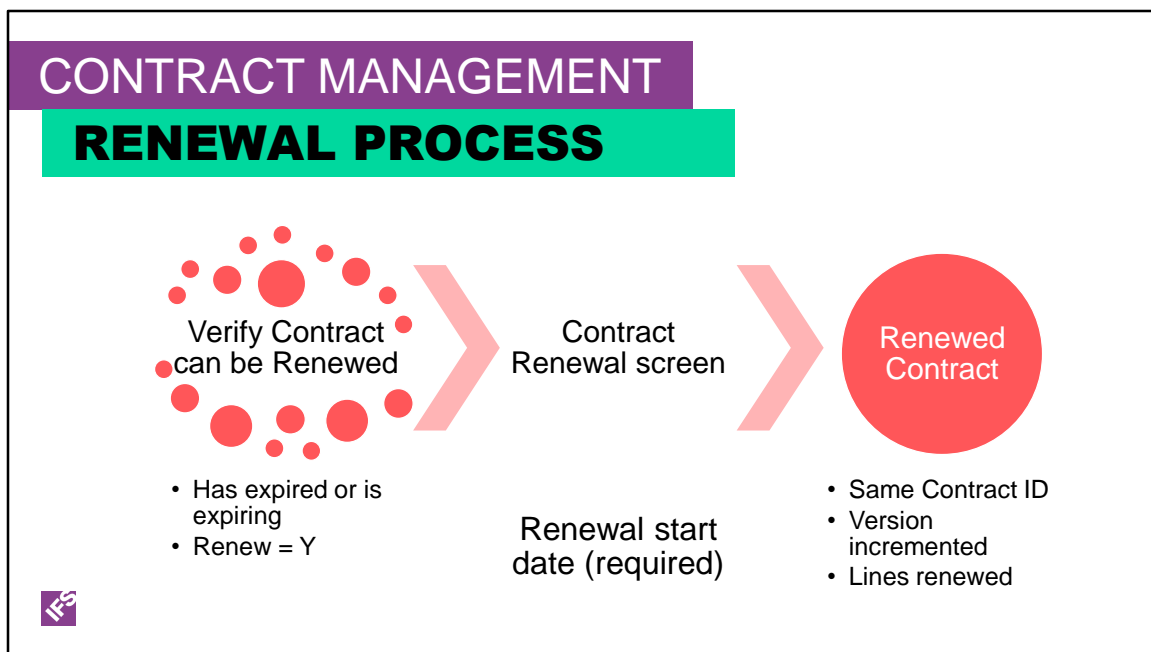 CONTRACT MANAGEMENT
RENEWAL PROCESS
Verify Contract
can be Renewed
• Has expired or is
expiring
• Renew = Y
Contract
Renewal screen
Renewal start
date (required)
Renewed
Contract
• Same Contract ID
• Version
incremented
• Lines renewed
IFS